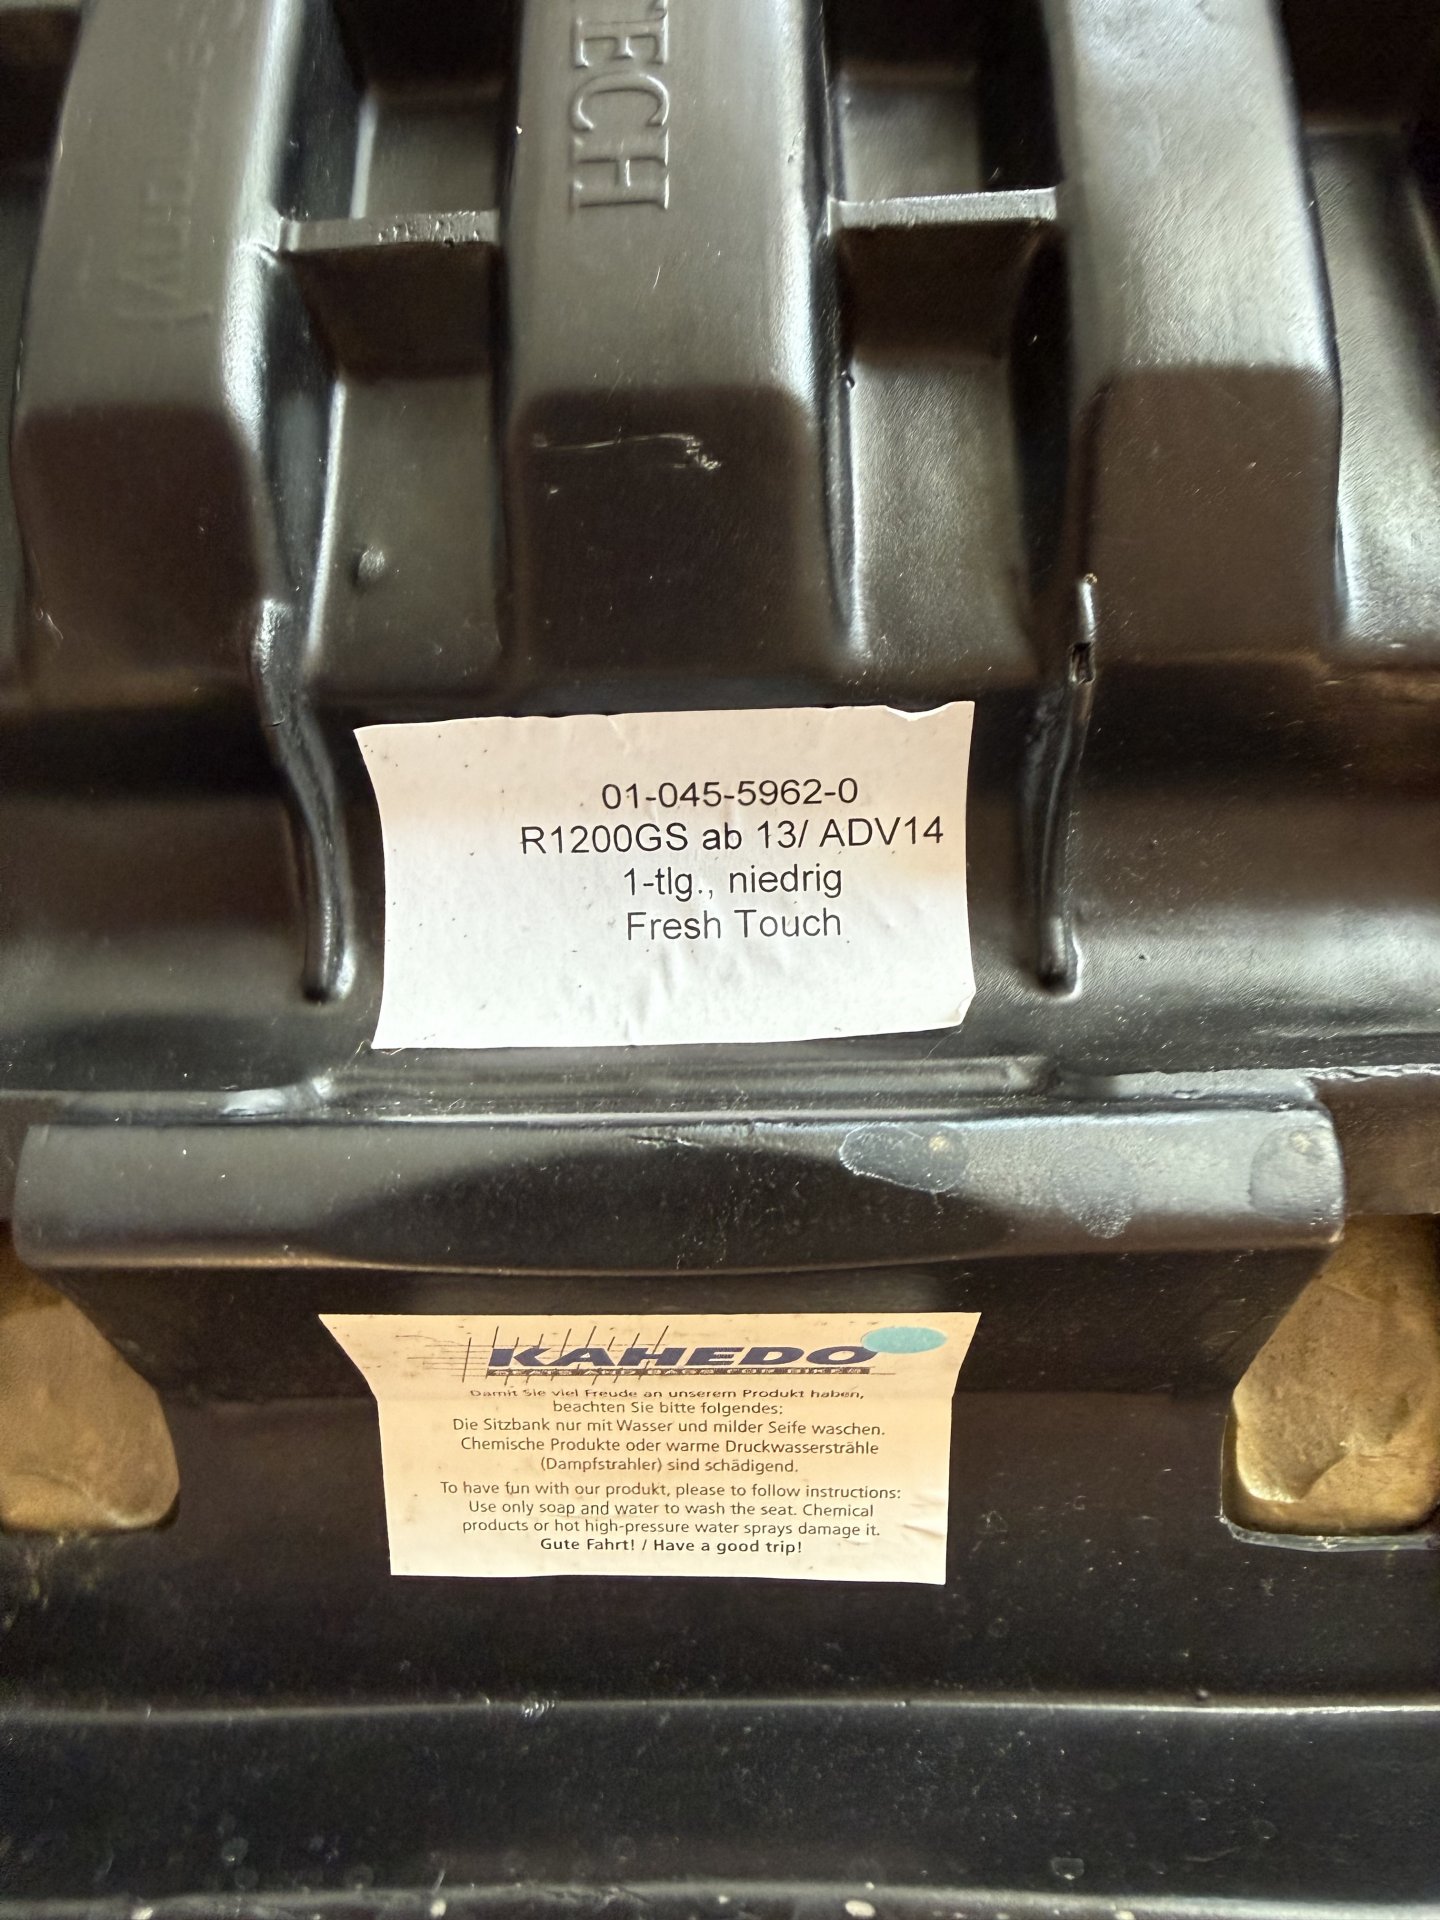 TECH
01-045-5962-0
R1200GS ab 13/ ADV14
1-tlg., niedrig
Fresh Touch
KAHEDO
Damit Sie viel Freude an unserem Produkt haben,
beachten Sie bitte folgendes:
Die Sitzbank nur mit Wasser und milder Seife waschen.
Chemische Produkte oder warme Druckwassersträhle
(Dampfstrahler) sind schädigend.
To have fun with our produkt, please to follow instructions:
Use only soap and water to wash the seat. Chemical
products or hot high-pressure water sprays damage it.
Gute Fahrt! / Have a good trip!